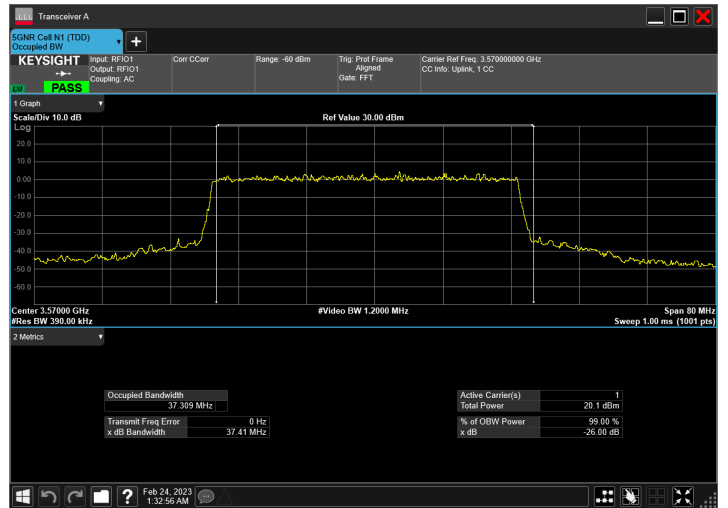 Transceiver A
5GNR Cell N1 (TDD)
Occupied BW
KEYSIGHT
Input: RFIO1
Output: RFIO1
Coupling: AC
Corr CCorr
Range: -60 dBm
Trig: Prot Frame
Aligned
Gate: FFT
Carrier Ref Freq: 3.570000000 GHz
CC Info: Uplink, 1 CC
LXI
PASS
1 Graph
Scale/Div 10.0 dB
Ref Value 30.00 dBm
Log
20.0
10.0
0.00
-10.0
-20.0
-30.0
-40.0
-50.0
-60.0
Center 3.57000 GHz
#Video BW 1.2000 MHz
Span 80 MHz
#Res BW 390.00 kHz
Sweep 1.00 ms (1001 pts)
2 Metrics
Occupied Bandwidth
37.309 MHz
Active Carrier(s) 1
Total Power 20.1 dBm
Transmit Freq Error 0 Hz
x dB Bandwidth 37.41 MHz
% of OBW Power 99.00 %
x dB -26.00 dB
?
Feb 24, 2023
1:32:56 AM